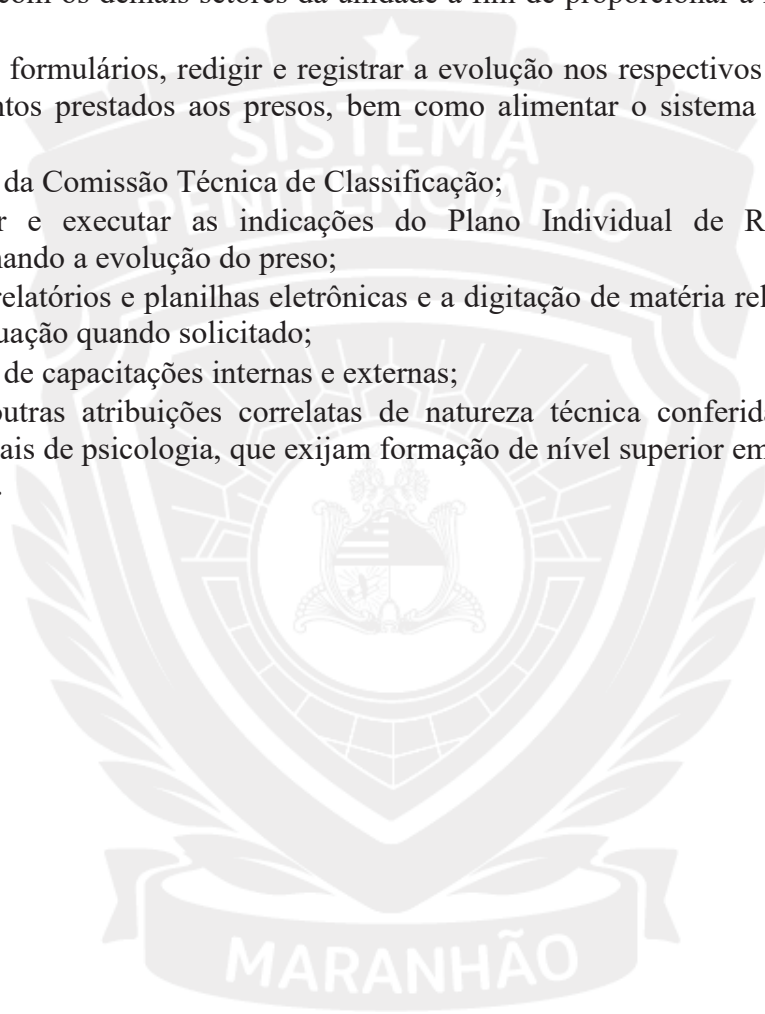 com os demais setores da unidade a fim de proporcionar a
formulários, redigir e registrar a evolução nos respectivos
ntos prestados aos presos, bem como alimentar o sistema
da Comissão Técnica de Classificação;
r e executar as indicações do Plano Individual de R
nando a evolução do preso;
relatórios e planilhas eletrônicas e a digitação de matéria rel
uação quando solicitado;
de capacitações internas e externas;
outras atribuições correlatas de natureza técnica conferida
ais de psicologia, que exijam formação de nível superior em
.
SISTEMA
PENITENCIÁRIO
MARANHÃO